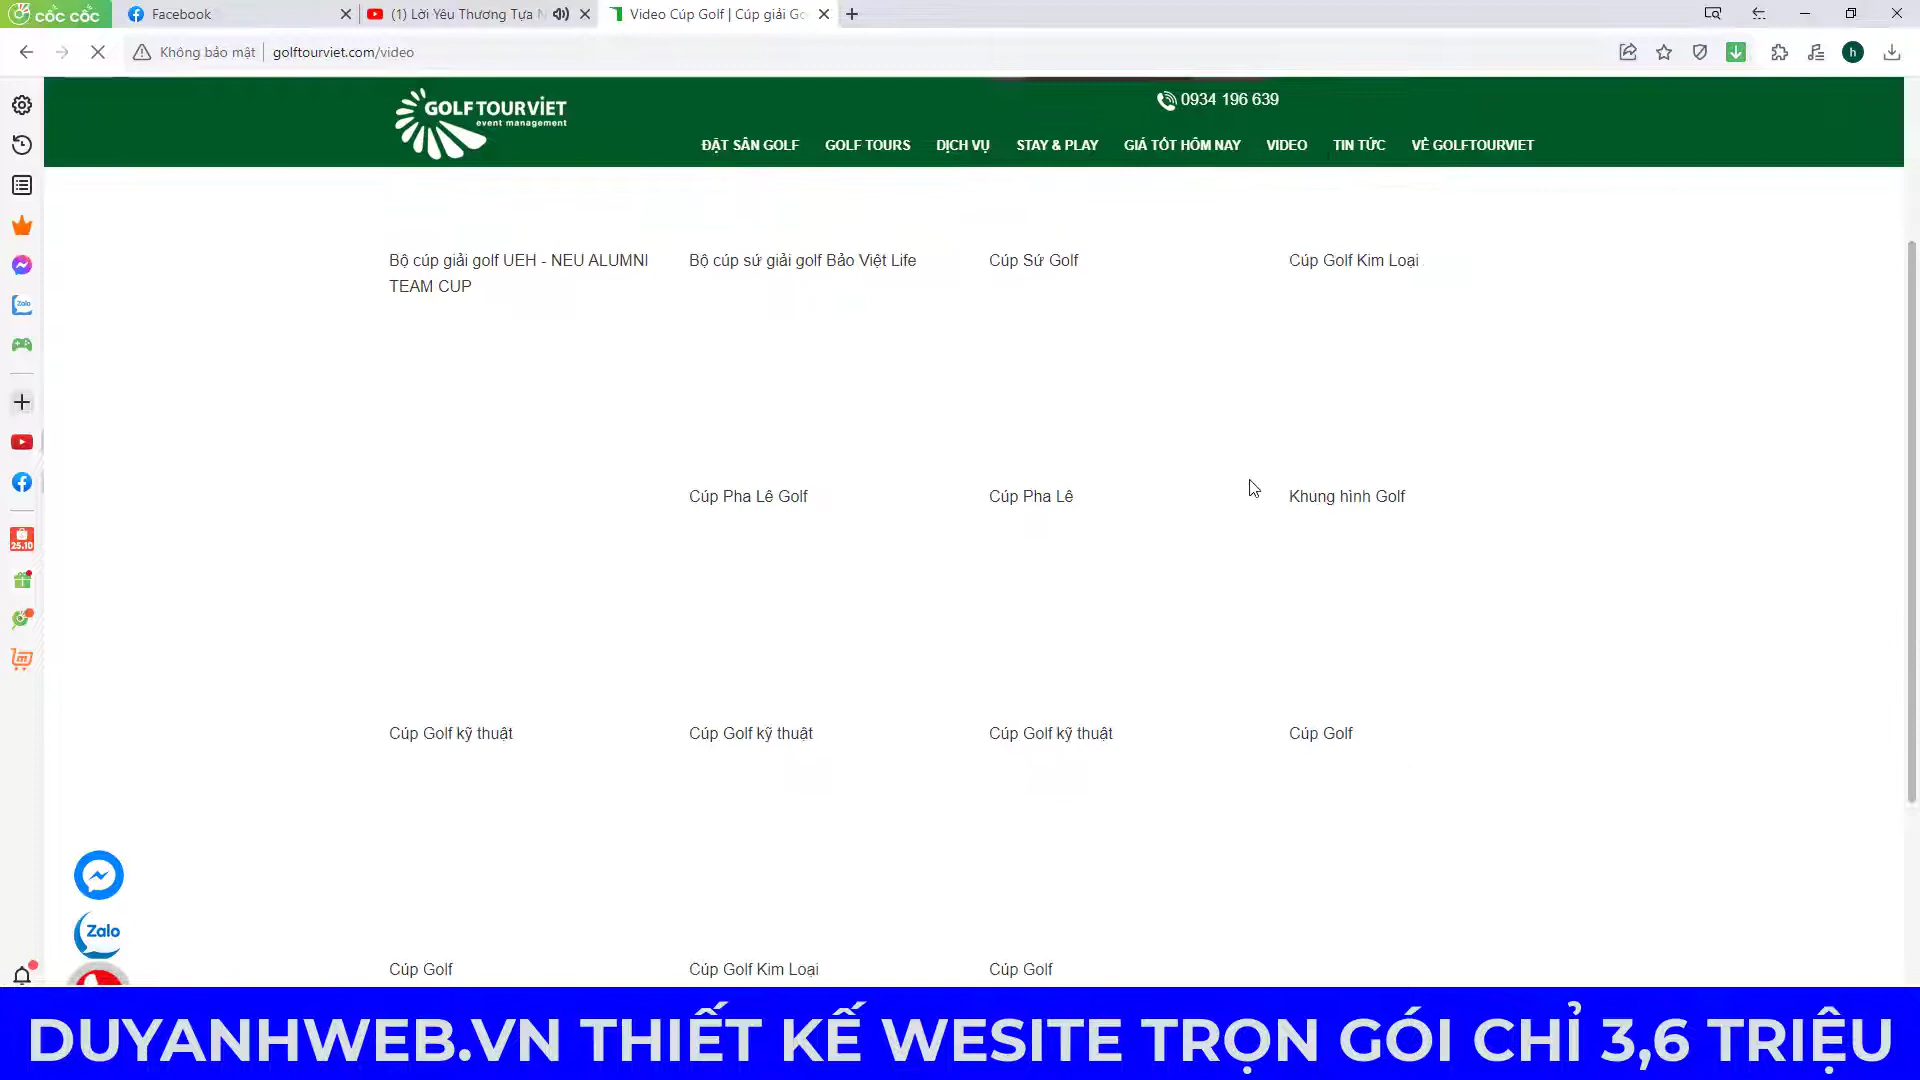 cốc cốc
Facebook
(1) Lời Yêu Thương Tựa N
Video Cúp Golf | Cúp giải Go
Không bảo mật
golftourviet.com/video
h
GOLFTOURVIET
event management
0934 196 639
ĐẶT SÂN GOLF
GOLF TOURS
DỊCH VỤ
STAY & PLAY
GIÁ TỐT HÔM NAY
VIDEO
TIN TỨC
VỀ GOLFTOURVIET
Bộ cúp giải golf UEH - NEU ALUMNI
TEAM CUP
Bộ cúp sứ giải golf Bảo Việt Life
Cúp Sứ Golf
Cúp Golf Kim Loại
Zalo
Cúp Pha Lê Golf
Cúp Pha Lê
Khung hình Golf
25.10
Cúp Golf kỹ thuật
Cúp Golf kỹ thuật
Cúp Golf kỹ thuật
Cúp Golf
Zalo
Cúp Golf
Cúp Golf Kim Loại
Cúp Golf
DUYANHWEB.VN THIẾT KẾ WESITE TRỌN GÓI CHỈ 3,6 TRIỆU